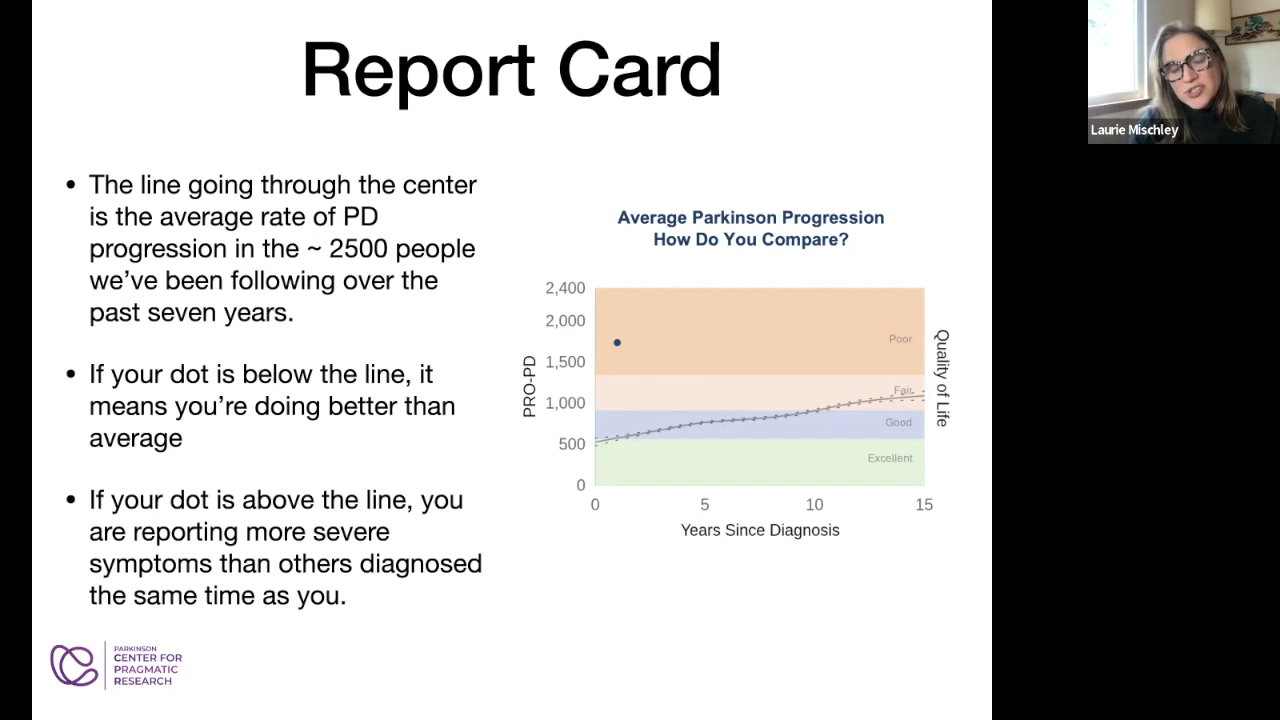 Report Card
Laurie Mischley
• The line going through the center
is the average rate of PD
progression in the ~ 2500 people
we’ve been following over the
past seven years.
• If your dot is below the line, it
means you’re doing better than
average
• If your dot is above the line, you
are reporting more severe
symptoms than others diagnosed
the same time as you.
Average Parkinson Progression
How Do You Compare?
2,400
2,000
1,500
1,000
500
0
PRO-PD
Poor
Fair
Good
Excellent
Quality of Life
0 5 10 15
Years Since Diagnosis
PARKINSON
CENTER FOR
PRAGMATIC
RESEARCH